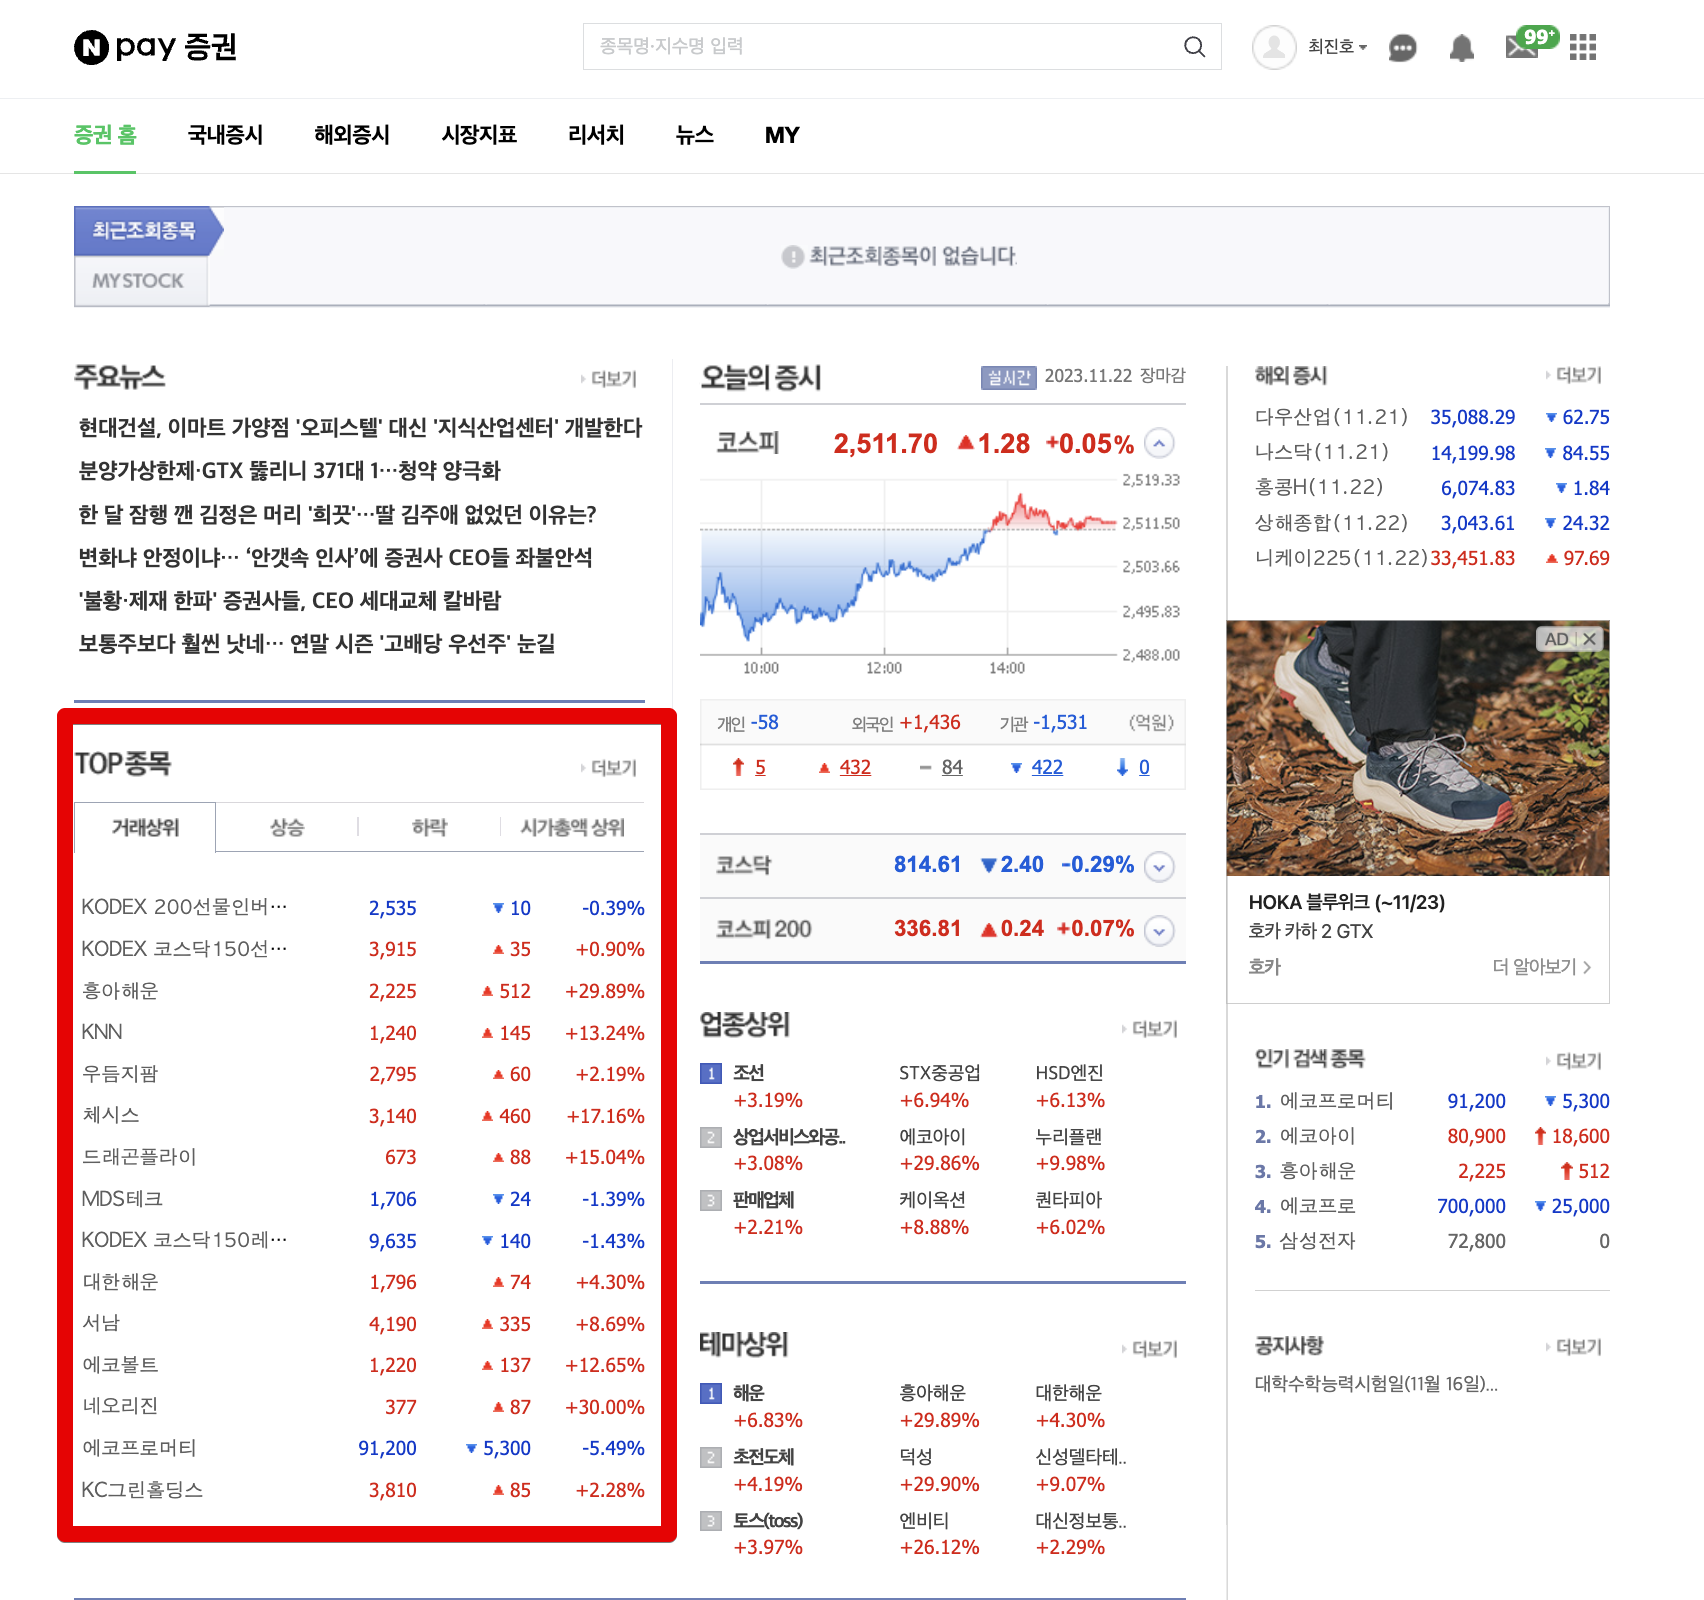 N pay 증권
종목명·지수명 입력
최진호
99+
증권 홈 국내증시 해외증시 시장지표 리서치 뉴스 MY
최근조회종목
MY STOCK
최근조회종목이 없습니다.
주요뉴스 더보기
현대건설, 이마트 가양점 '오피스텔' 대신 '지식산업센터' 개발한다
분양가상한제·GTX 뚫리니 371대 1…청약 양극화
한 달 잠행 깬 김정은 머리 '희끗'…딸 김주애 없었던 이유는?
변화냐 안정이냐… ‘안갯속 인사’에 증권사 CEO들 좌불안석
'불황·제재 한파' 증권사들, CEO 세대교체 칼바람
보통주보다 훨씬 낫네… 연말 시즌 '고배당 우선주' 눈길
TOP 종목 더보기
거래상위 상승 하락 시가총액 상위
KODEX 200선물인버… 2,535 ▼ 10 -0.39%
KODEX 코스닥150선… 3,915 ▲ 35 +0.90%
흥아해운 2,225 ▲ 512 +29.89%
KNN 1,240 ▲ 145 +13.24%
우듬지팜 2,795 ▲ 60 +2.19%
체시스 3,140 ▲ 460 +17.16%
드래곤플라이 673 ▲ 88 +15.04%
MDS테크 1,706 ▼ 24 -1.39%
KODEX 코스닥150레… 9,635 ▼ 140 -1.43%
대한해운 1,796 ▲ 74 +4.30%
서남 4,190 ▲ 335 +8.69%
에코볼트 1,220 ▲ 137 +12.65%
네오리진 377 ▲ 87 +30.00%
에코프로머티 91,200 ▼ 5,300 -5.49%
KC그린홀딩스 3,810 ▲ 85 +2.28%
오늘의 증시 실시간 2023.11.22 장마감
코스피 2,511.70 ▲ 1.28 +0.05%
2,519.33
2,511.50
2,503.66
2,495.83
2,488.00
10:00 12:00 14:00
개인 -58 외국인 +1,436 기관 -1,531 (억원)
↑ 5 ▲ 432 − 84 ▼ 422 ↓ 0
코스닥 814.61 ▼ 2.40 -0.29%
코스피 200 336.81 ▲ 0.24 +0.07%
업종상위 더보기
1 조선 STX중공업 HSD엔진
+3.19% +6.94% +6.13%
2 상업서비스와공.. 에코아이 누리플랜
+3.08% +29.86% +9.98%
3 판매업체 케이옥션 퀀타피아
+2.21% +8.88% +6.02%
테마상위 더보기
1 해운 흥아해운 대한해운
+6.83% +29.89% +4.30%
2 초전도체 덕성 신성델타테..
+4.19% +29.90% +9.07%
3 토스(toss) 엔비티 대신정보통..
+3.97% +26.12% +2.29%
해외 증시 더보기
다우산업(11.21) 35,088.29 ▼ 62.75
나스닥(11.21) 14,199.98 ▼ 84.55
홍콩H(11.22) 6,074.83 ▼ 1.84
상해종합(11.22) 3,043.61 ▼ 24.32
니케이225(11.22) 33,451.83 ▲ 97.69
AD
HOKA 블루위크 (~11/23)
호카 카하 2 GTX
호카 더 알아보기
인기 검색 종목 더보기
1. 에코프로머티 91,200 ▼ 5,300
2. 에코아이 80,900 ↑ 18,600
3. 흥아해운 2,225 ↑ 512
4. 에코프로 700,000 ▼ 25,000
5. 삼성전자 72,800 0
공지사항 더보기
대학수학능력시험일(11월 16일)...